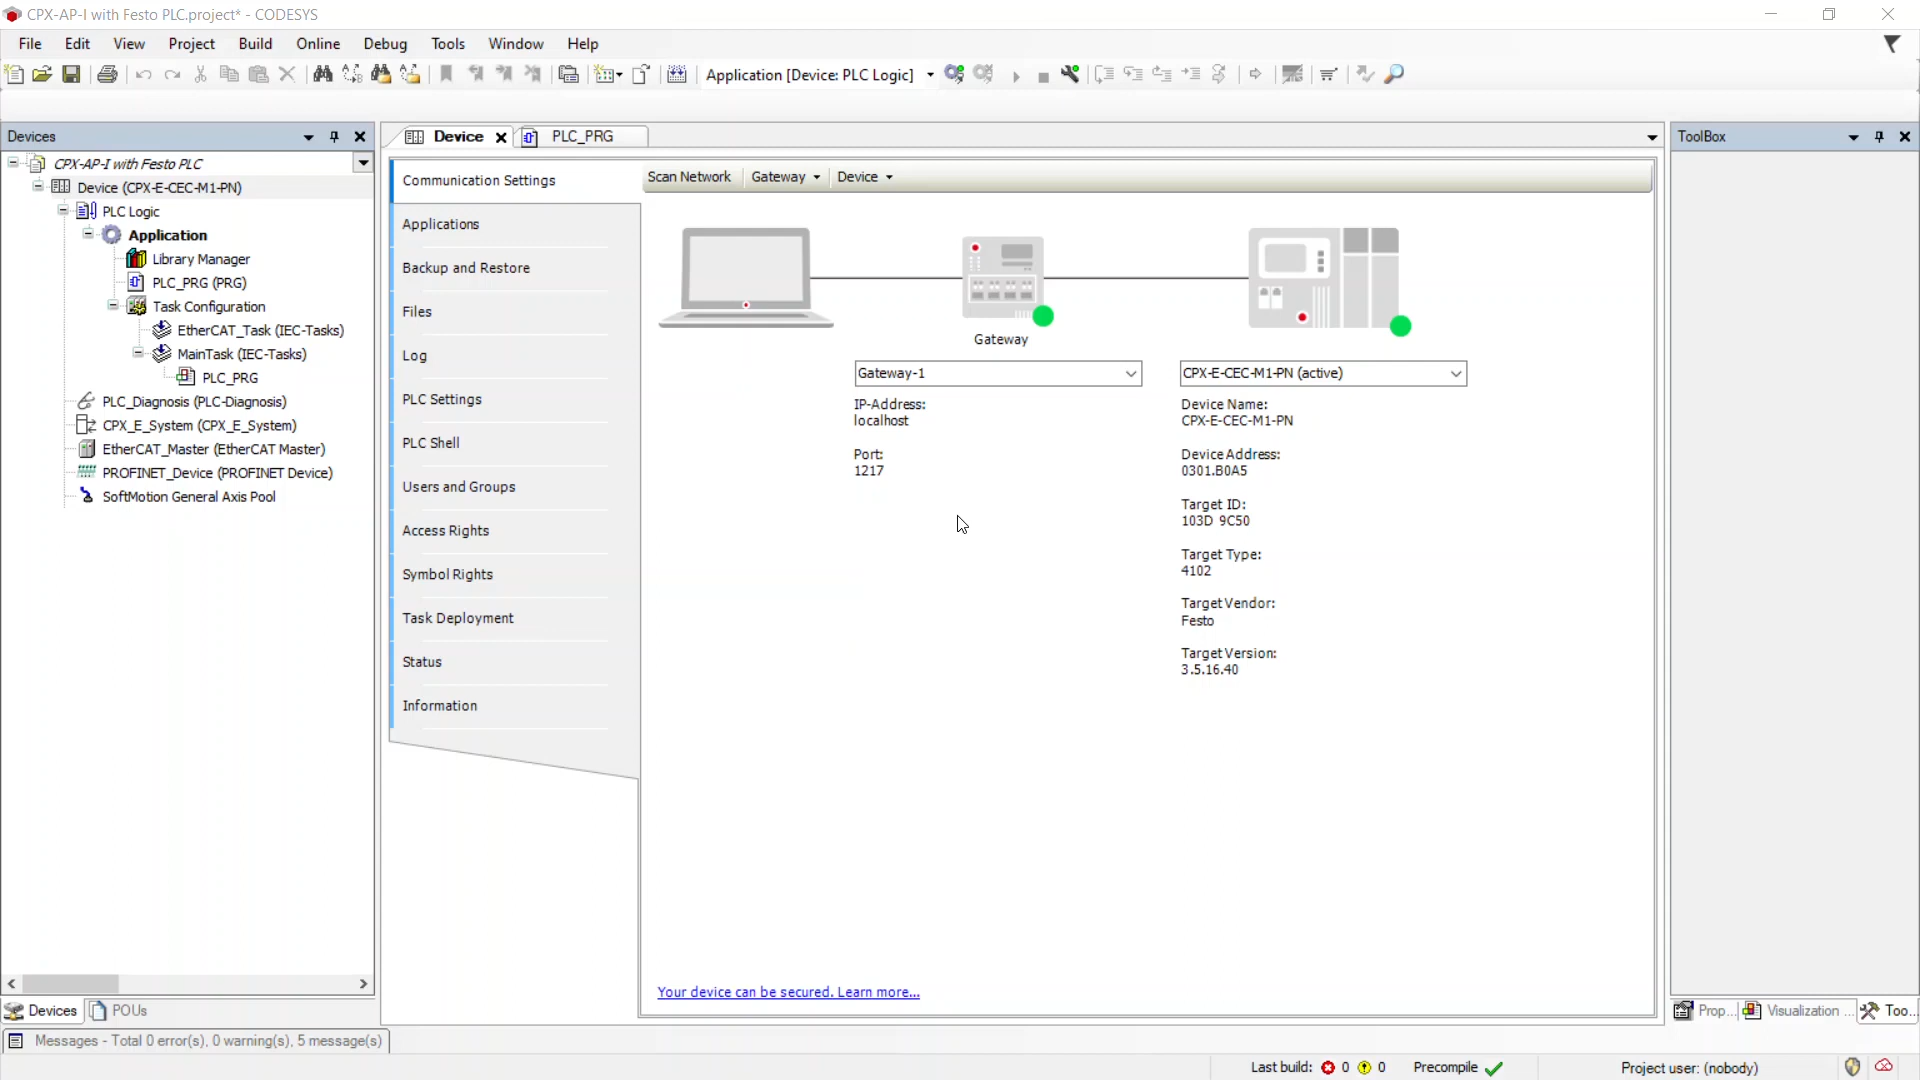 CPX-AP-I with Festo PLC.project* - CODESYS
File Edit View Project Build Online Debug Tools Window Help
Application [Device: PLC Logic]
Devices
CPX-AP-I with Festo PLC
Device (CPX-E-CEC-M1-PN)
PLC Logic
Application
Library Manager
PLC_PRG (PRG)
Task Configuration
EtherCAT_Task (IEC-Tasks)
MainTask (IEC-Tasks)
PLC_PRG
PLC_Diagnosis (PLC-Diagnosis)
CPX_E_System (CPX_E_System)
EtherCAT_Master (EtherCAT Master)
PROFINET_Device (PROFINET Device)
SoftMotion General Axis Pool
Devices POUs
Device PLC_PRG
Communication Settings
Applications
Backup and Restore
Files
Log
PLC Settings
PLC Shell
Users and Groups
Access Rights
Symbol Rights
Task Deployment
Status
Information
Scan Network Gateway Device
Gateway
Gateway-1
IP-Address:
localhost
Port:
1217
CPX-E-CEC-M1-PN (active)
Device Name:
CPX-E-CEC-M1-PN
Device Address:
0301.B0A5
Target ID:
103D 9C50
Target Type:
4102
Target Vendor:
Festo
Target Version:
3.5.16.40
Your device can be secured. Learn more...
ToolBox
Prop... Visualization ... Too...
Messages - Total 0 error(s), 0 warning(s), 5 message(s)
Last build: 0 0 Precompile Project user: (nobody)